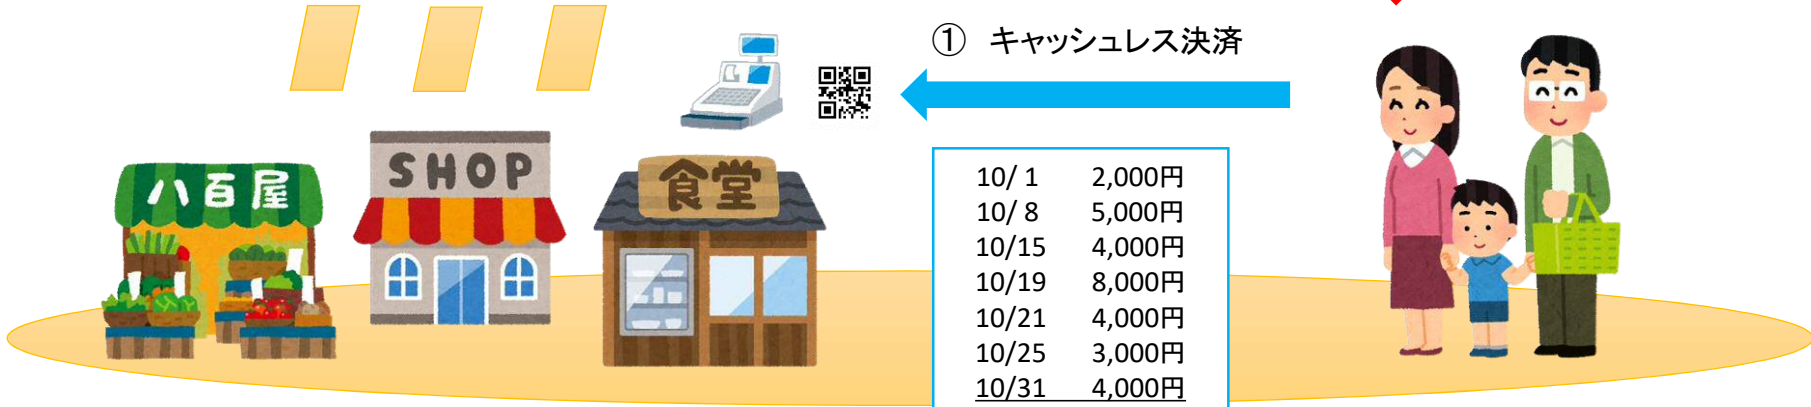 ① キャッシュレス決済
八百屋
SHOP
食堂
10/ 1 2,000円
10/ 8 5,000円
10/15 4,000円
10/19 8,000円
10/21 4,000円
10/25 3,000円
10/31 4,000円